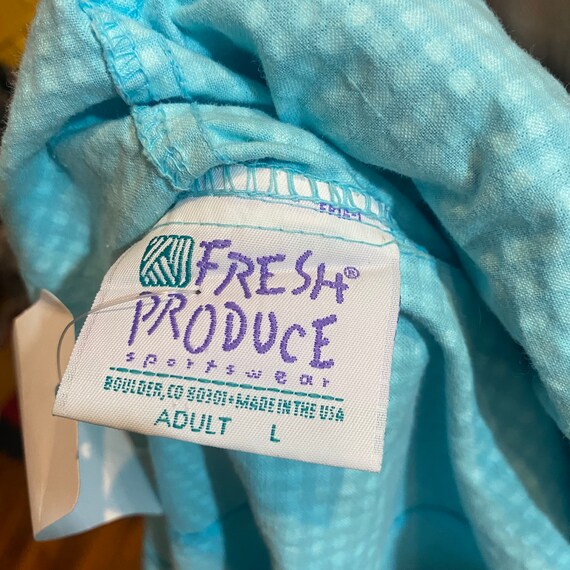 FRESH®
PRODUCE
sportswear
BOULDER, CO 80301 • MADE IN THE USA
ADULT L